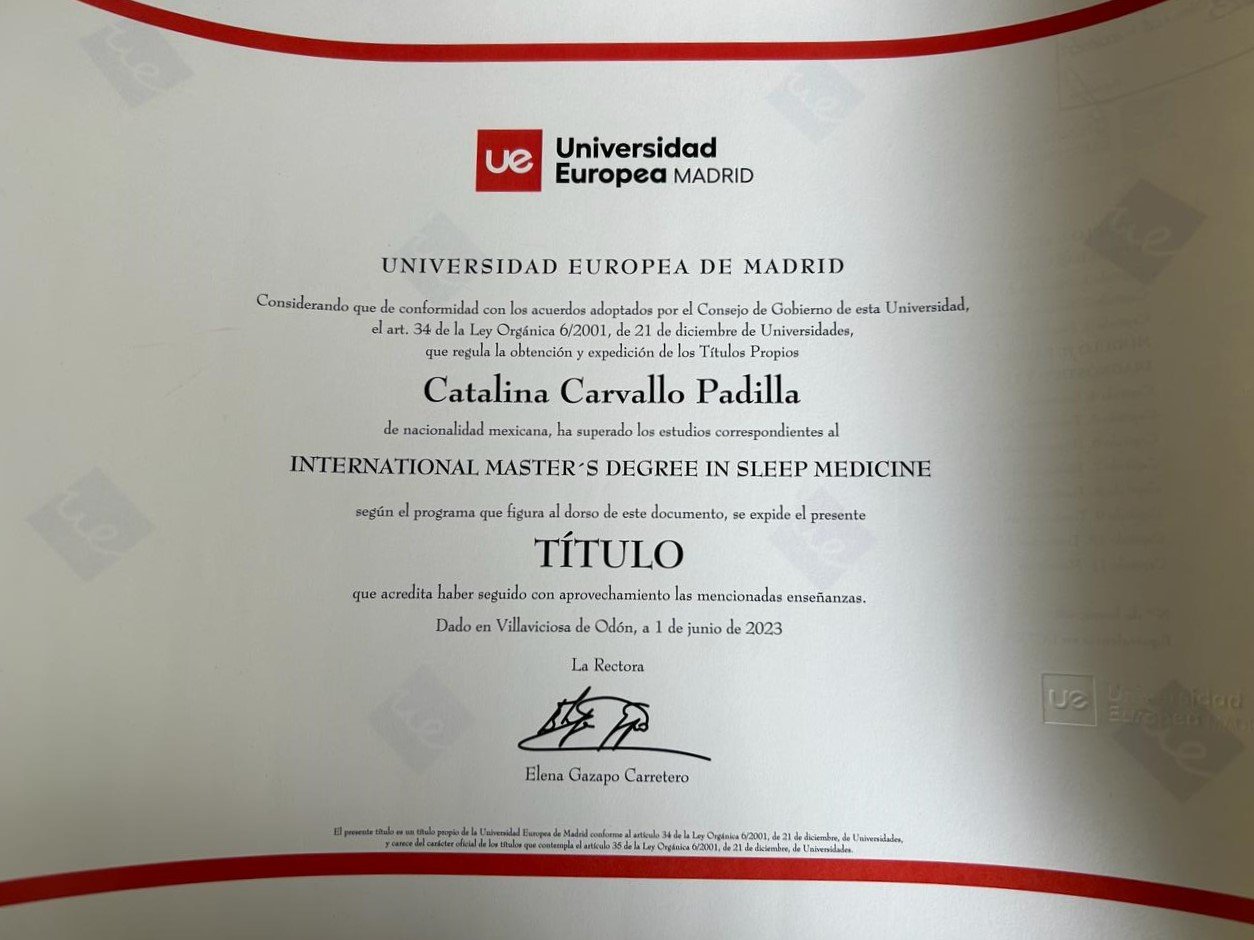 ue Universidad
Europea MADRID
UNIVERSIDAD EUROPEA DE MADRID
Considerando que de conformidad con los acuerdos adoptados por el Consejo de Gobierno de esta Universidad,
el art. 34 de la Ley Orgánica 6/2001, de 21 de diciembre de Universidades,
que regula la obtención y expedición de los Títulos Propios
Catalina Carvallo Padilla
de nacionalidad mexicana, ha superado los estudios correspondientes al
INTERNATIONAL MASTER´S DEGREE IN SLEEP MEDICINE
según el programa que figura al dorso de este documento, se expide el presente
TÍTULO
que acredita haber seguido con aprovechamiento las mencionadas enseñanzas.
Dado en Villaviciosa de Odón, a 1 de junio de 2023
La Rectora
Elena Gazapo Carretero
ue Universidad
Europea
El presente título es un título propio de la Universidad Europea de Madrid conforme al artículo 34 de la Ley Orgánica 6/2001, de 21 de diciembre, de Universidades,
y carece del carácter oficial de los títulos que contempla el artículo 35 de la Ley Orgánica 6/2001, de 21 de diciembre, de Universidades.